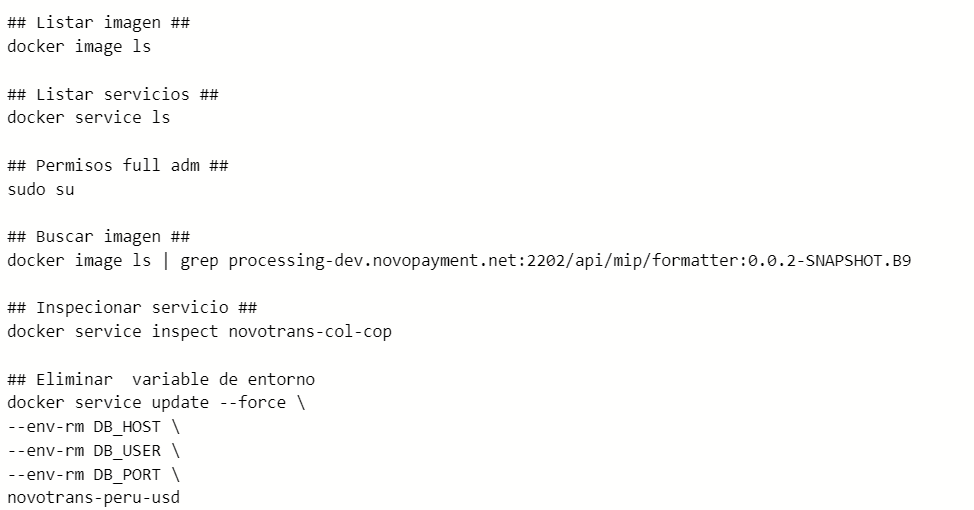 ## Listar imagen ##
docker image ls
## Listar servicios ##
docker service ls
## Permisos full adm ##
sudo su
## Buscar imagen ##
docker image ls | grep processing-dev.novopayment.net:2202/api/mip/formatter:0.0.2-SNAPSHOT.B9
## Inspecionar servicio ##
docker service inspect novotrans-col-cop
## Eliminar  variable de entorno
docker service update --force \
--env-rm DB_HOST \
--env-rm DB_USER \
--env-rm DB_PORT \
novotrans-peru-usd